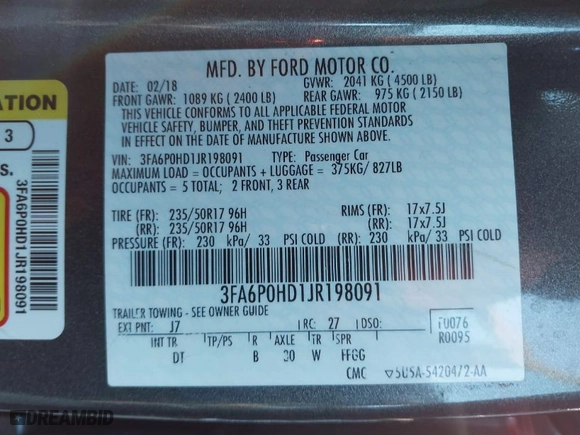 MFD. BY FORD MOTOR CO.
DATE: 02/18 GVWR: 2041 KG ( 4500 LB)
FRONT GAWR: 1089 KG ( 2400 LB) REAR GAWR: 975 KG ( 2150 LB)
THIS VEHICLE CONFORMS TO ALL APPLICABLE FEDERAL MOTOR
VEHICLE SAFETY, BUMPER, AND THEFT PREVENTION STANDARDS
IN EFFECT ON THE DATE OF MANUFACTURE SHOWN ABOVE.
VIN: 3FA6P0HD1JR198091 TYPE: Passenger Car
MAXIMUM LOAD = OCCUPANTS + LUGGAGE = 375KG/ 827LB
OCCUPANTS = 5 TOTAL; 2 FRONT, 3 REAR
TIRE (FR): 235/50R17 96H RIMS (FR): 17x7.5J
(RR): 235/50R17 96H (RR): 17x7.5J
PRESSURE (FR): 230 kPa/ 33 PSI COLD (RR): 230 kPa/ 33 PSI COLD
3FA6P0HD1JR198091
TRAILER TOWING - SEE OWNER GUIDE
EXT PNT: J7 RC: 27 DSO: T0076
R0095
INT TR TP/PS R AXLE TR SPR
DT B 30 W FFGG
CMC ▽5USA-5420472-AA
ATION
3
S.
3FA6P0HD1JR198091
DREAMBID